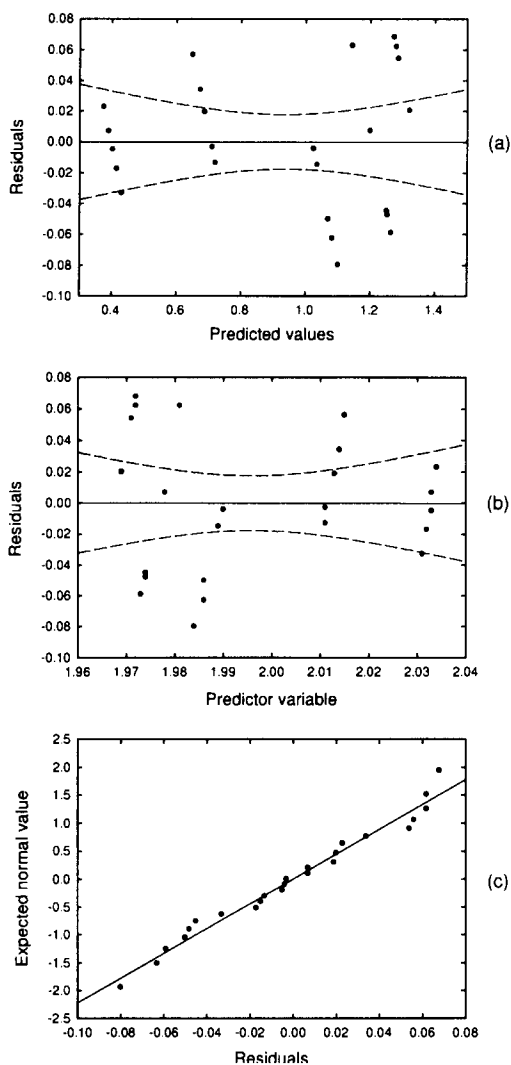 0.08
0.06
0.04
0.02
0.00
-0.02
-0.04
-0.06
-0.08
-0.10
Residuals
0.4 0.6 0.8 1.0 1.2 1.4
Predicted values
(a)
0.08
0.06
0.04
0.02
0.00
-0.02
-0.04
-0.06
-0.08
-0.10
Residuals
1.96 1.97 1.98 1.99 2.00 2.01 2.02 2.03 2.04
Predictor variable
(b)
2.5
2.0
1.5
1.0
0.5
0.0
-0.5
-1.0
-1.5
-2.0
-2.5
Expected normal value
-0.10 -0.08 -0.06 -0.04 -0.02 0.00 0.02 0.04 0.06 0.08
Residuals
(c)